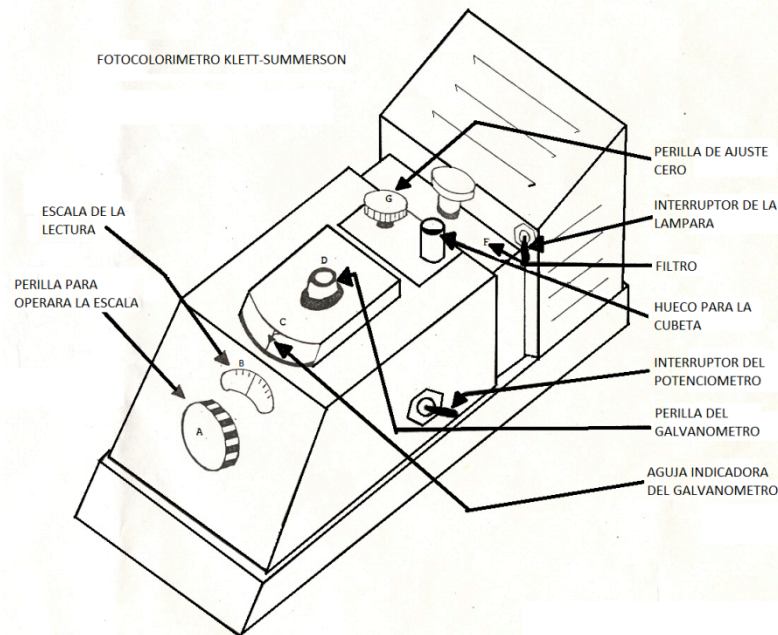 FOTOCOLORIMETRO KLETT-SUMMERSON
PERILLA DE AJUSTE
CERO
INTERRUPTOR DE LA
LAMPARA
FILTRO
HUECO PARA LA
CUBETA
INTERRUPTOR DEL
POTENCIOMETRO
PERILLA DEL
GALVANOMETRO
AGUJA INDICADORA
DEL GALVANOMETRO
ESCALA DE LA
LECTURA
PERILLA PARA
OPERARA LA ESCALA
G
F
D
C
B
A